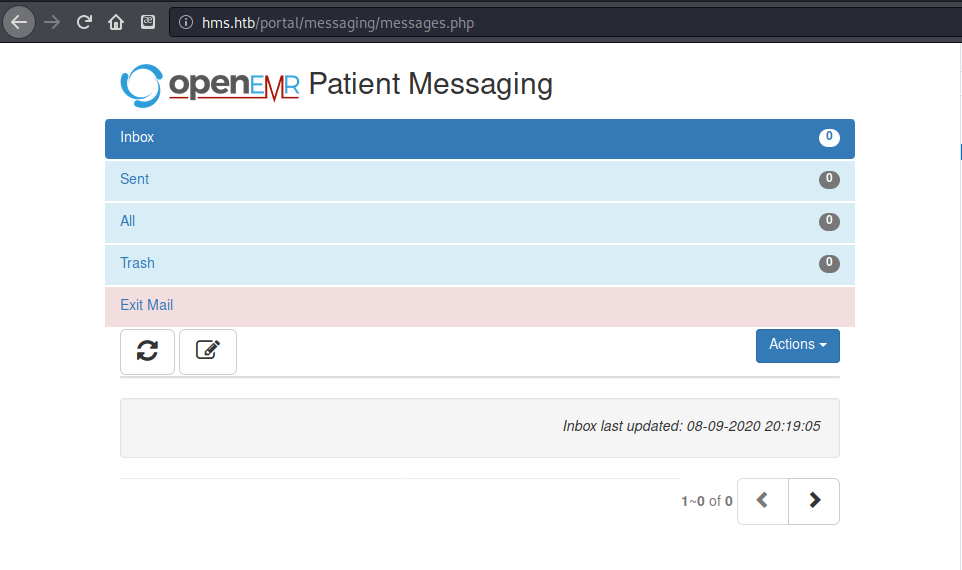 hms.htb/portal/messaging/messages.php
openEMR Patient Messaging
Inbox 0
Sent 0
All 0
Trash 0
Exit Mail
Actions
Inbox last updated: 08-09-2020 20:19:05
1~0 of 0